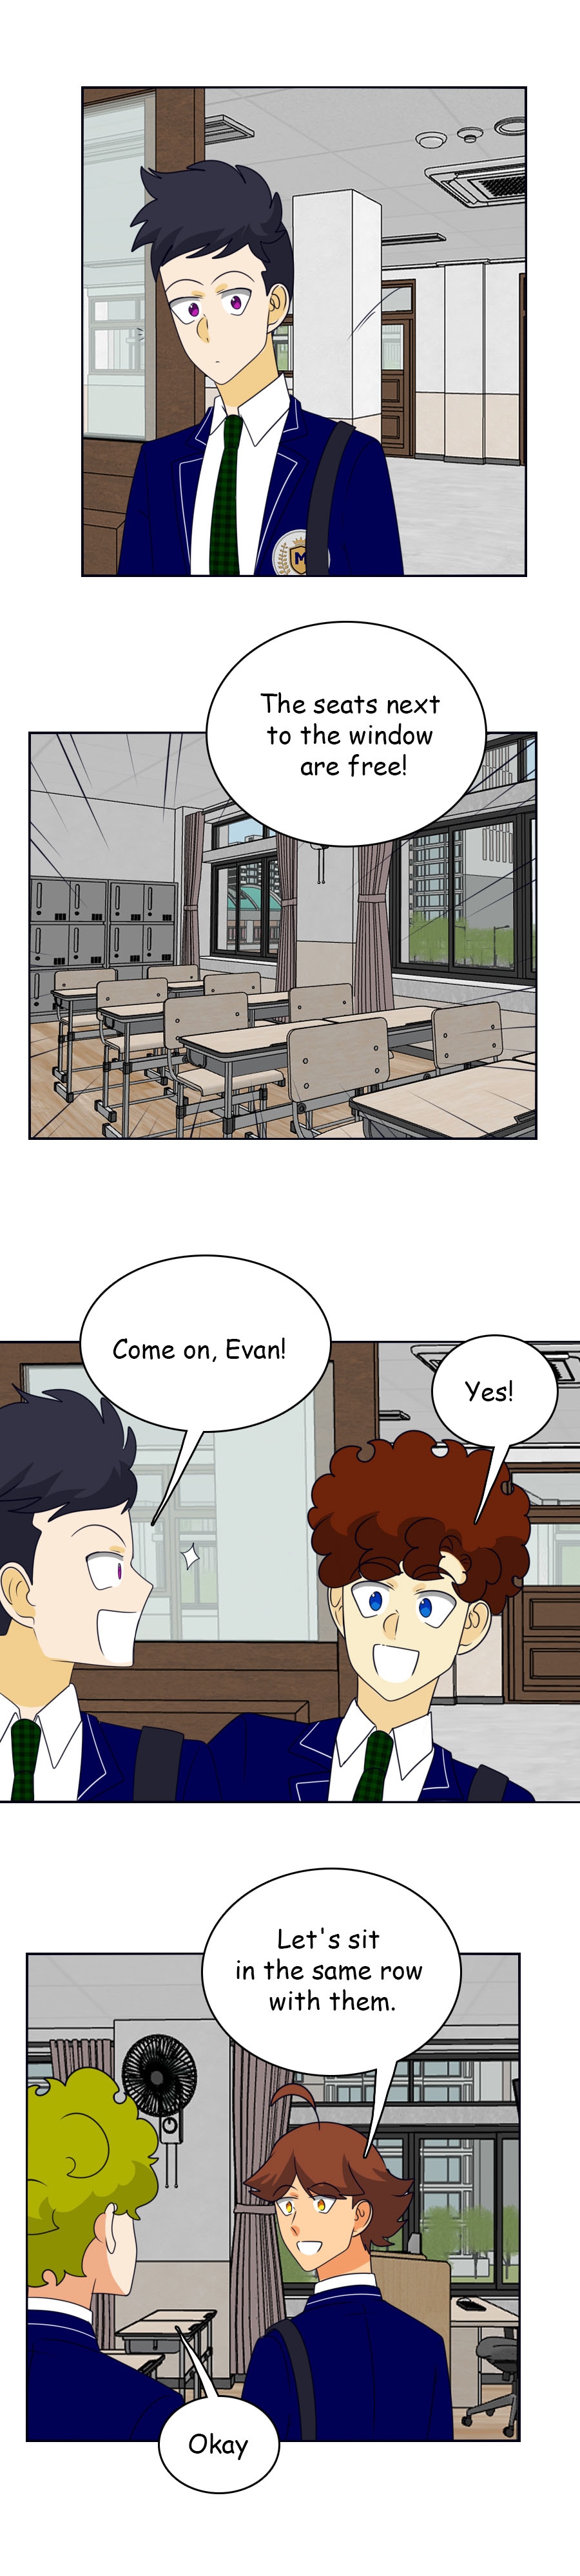 M
The seats next
to the window
are free!
Come on, Evan!
Yes!
Let's sit
in the same row
with them.
Okay